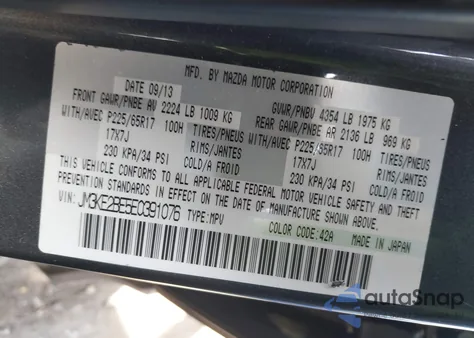 MFD. BY MAZDA MOTOR CORPORATION
DATE 09/13 GVWR/PNBV 4354 LB 1975 KG
FRONT GAWR/PNBE AV 2224 LB 1009 KG REAR GAWR/PNBE AR 2136 LB 969 KG
WITH/AVEC P225/65R17 100H TIRES/PNEUS WITH/AVEC P225/65R17 100H TIRES/PNEUS
17X7J RIMS/JANTES 17X7J RIMS/JANTES
230 KPA/34 PSI COLD/A FROID 230 KPA/34 PSI COLD/A FROID
THIS VEHICLE CONFORMS TO ALL APPLICABLE FEDERAL MOTOR VEHICLE SAFETY AND THEFT
PREVENTION STANDARDS IN EFFECT ON THE DATE OF MANUFACTURE SHOWN ABOVE.
VIN: JM3KE2BE5E0391076 TYPE:MPV COLOR CODE:42A MADE IN JAPAN
autoSnap